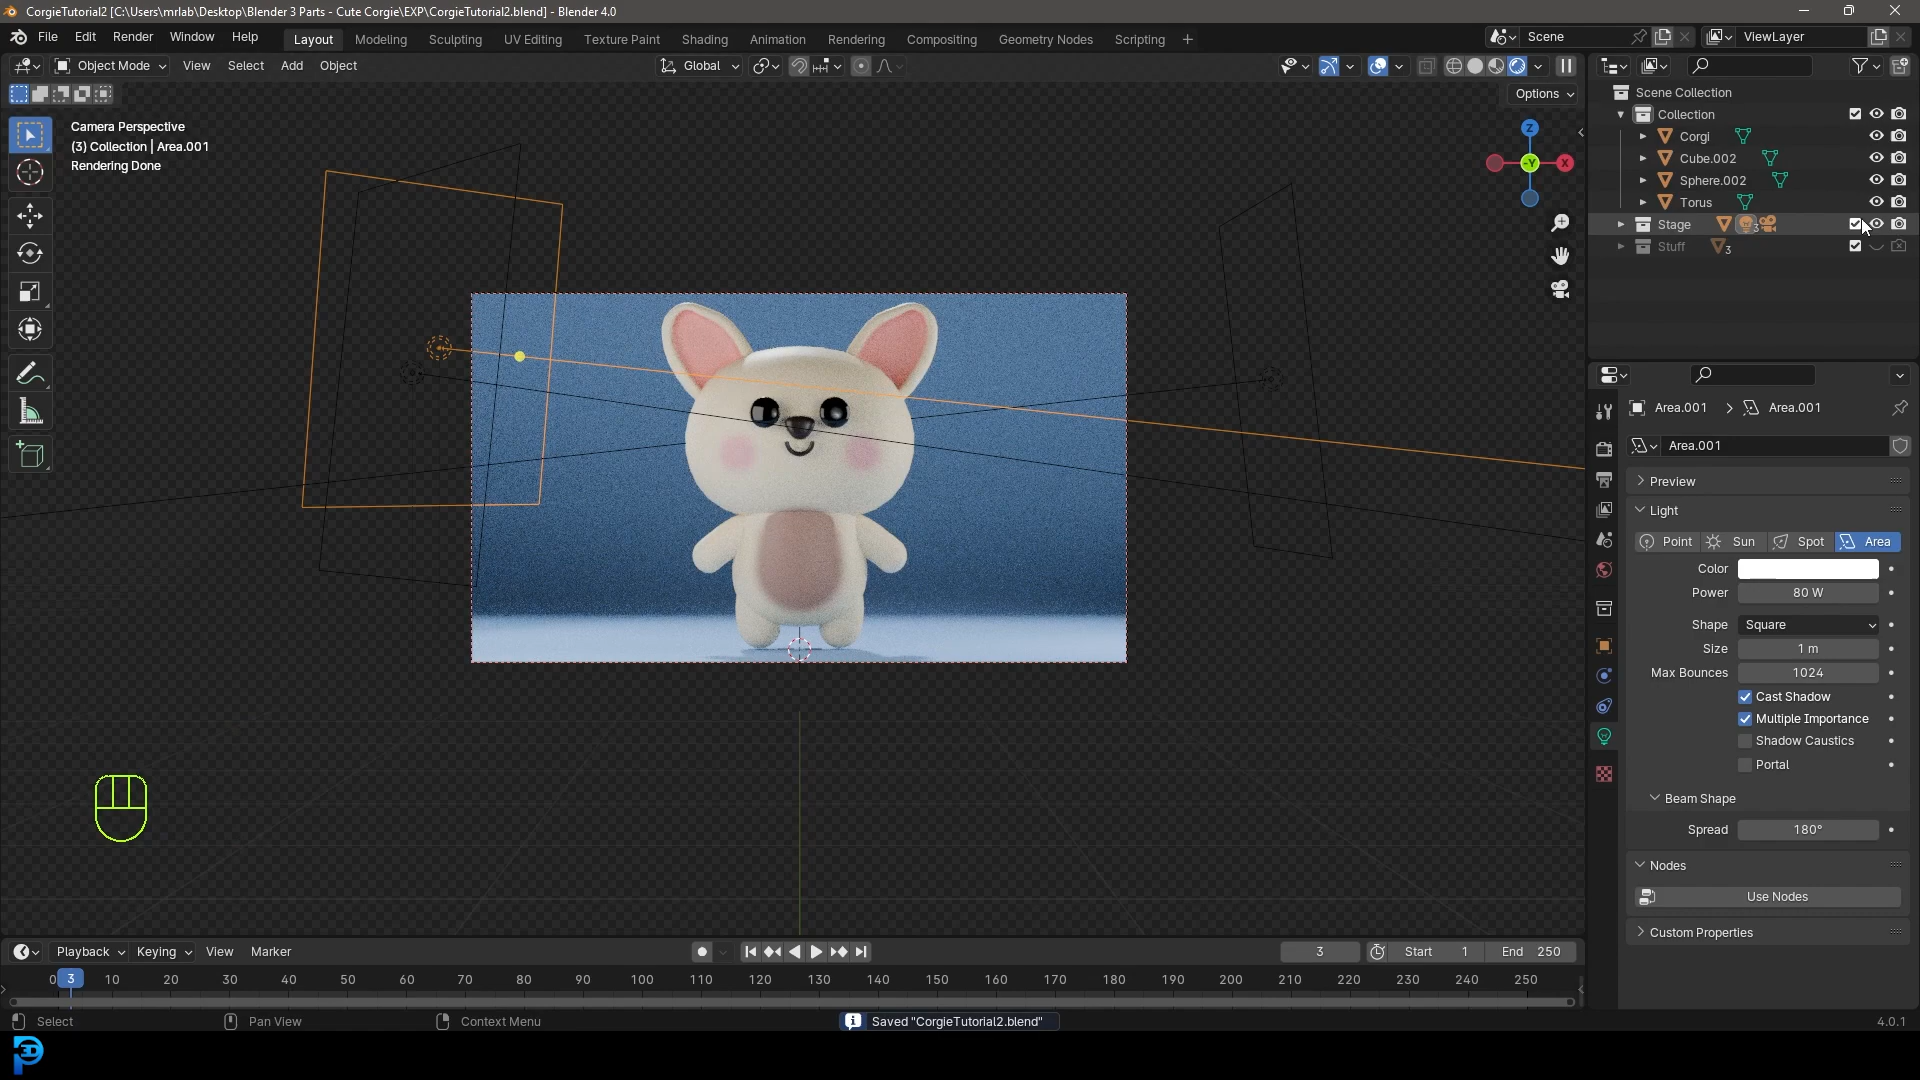 CorgieTutorial2 [C:\Users\mrlab\Desktop\Blender 3 Parts - Cute Corgie\EXP\CorgieTutorial2.blend] - Blender 4.0
File Edit Render Window Help
Layout Modeling Sculpting UV Editing Texture Paint Shading Animation Rendering Compositing Geometry Nodes Scripting +
Scene
ViewLayer
Object Mode View Select Add Object
Global
Options
Camera Perspective
(3) Collection | Area.001
Rendering Done
Z
-Y
X
Scene Collection
Collection
Corgi
Cube.002
Sphere.002
Torus
Stage 3
Stuff 3
Area.001 > Area.001
Area.001
Preview
Light
Point Sun Spot Area
Color
Power 80 W
Shape Square
Size 1 m
Max Bounces 1024
Cast Shadow
Multiple Importance
Shadow Caustics
Portal
Beam Shape
Spread 180°
Nodes
Use Nodes
Custom Properties
Playback Keying View Marker
3
Start 1
End 250
0 3 10 20 30 40 50 60 70 80 90 100 110 120 130 140 150 160 170 180 190 200 210 220 230 240 250
Select Pan View Context Menu
Saved "CorgieTutorial2.blend"
4.0.1
3D